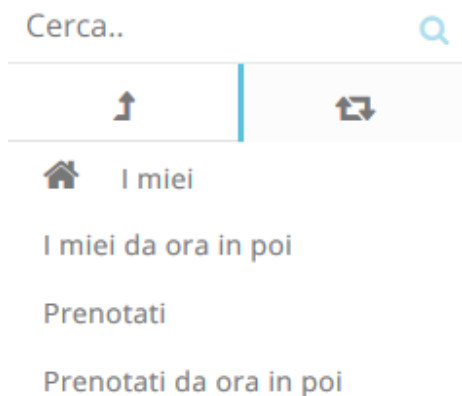 Cerca..
I miei
I miei da ora in poi
Prenotati
Prenotati da ora in poi